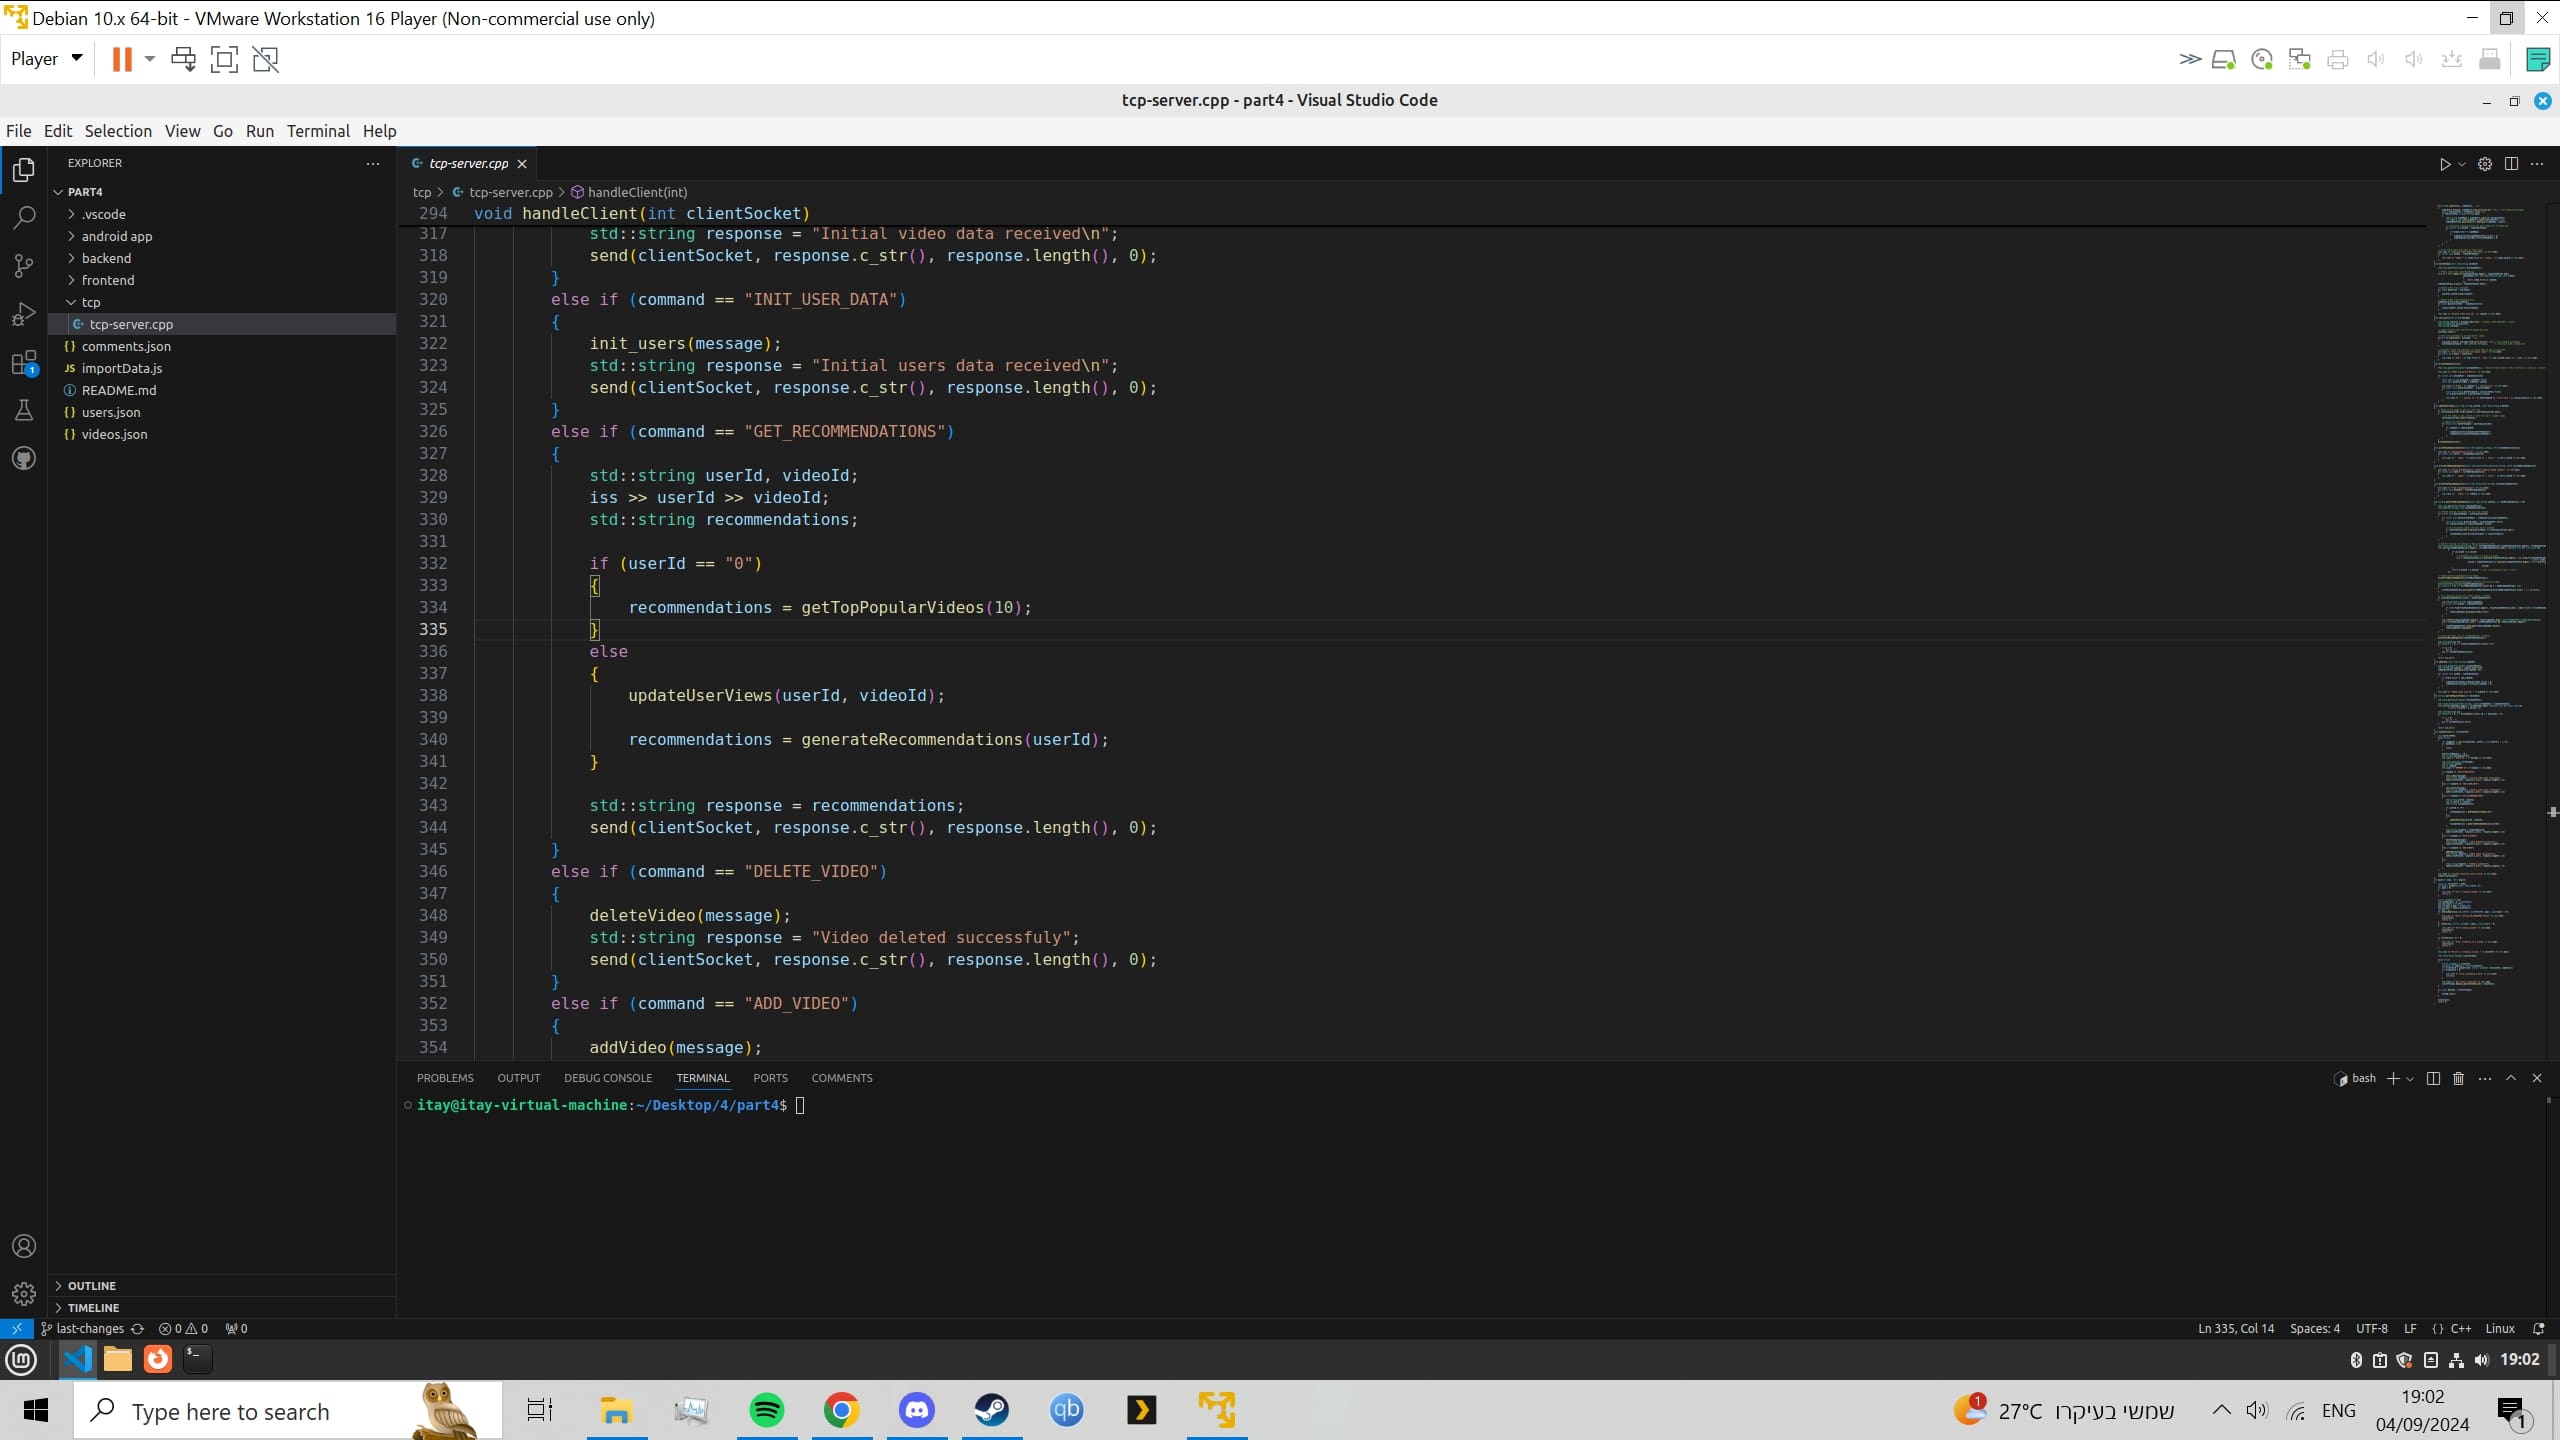 Debian 10.x 64-bit - VMware Workstation 16 Player (Non-commercial use only)
Player
tcp-server.cpp - part4 - Visual Studio Code
File Edit Selection View Go Run Terminal Help
EXPLORER
tcp-server.cpp
PART4
tcp > tcp-server.cpp > handleClient(int)
.vscode
android app
backend
frontend
tcp
tcp-server.cpp
comments.json
JS importData.js
README.md
users.json
videos.json
1
294 void handleClient(int clientSocket)
317 std::string response = "Initial video data received\n";
318 send(clientSocket, response.c_str(), response.length(), 0);
319 }
320 else if (command == "INIT_USER_DATA")
321 {
322 init_users(message);
323 std::string response = "Initial users data received\n";
324 send(clientSocket, response.c_str(), response.length(), 0);
325 }
326 else if (command == "GET_RECOMMENDATIONS")
327 {
328 std::string userId, videoId;
329 iss >> userId >> videoId;
330 std::string recommendations;
331
332 if (userId == "0")
333 {
334 recommendations = getTopPopularVideos(10);
335 }
336 else
337 {
338 updateUserViews(userId, videoId);
339
340 recommendations = generateRecommendations(userId);
341 }
342
343 std::string response = recommendations;
344 send(clientSocket, response.c_str(), response.length(), 0);
345 }
346 else if (command == "DELETE_VIDEO")
347 {
348 deleteVideo(message);
349 std::string response = "Video deleted successfuly";
350 send(clientSocket, response.c_str(), response.length(), 0);
351 }
352 else if (command == "ADD_VIDEO")
353 {
354 addVideo(message);
PROBLEMS OUTPUT DEBUG CONSOLE TERMINAL PORTS COMMENTS
bash
itay@itay-virtual-machine:~/Desktop/4/part4$
OUTLINE
TIMELINE
last-changes 0 0 0
Ln 335, Col 14 Spaces: 4 UTF-8 LF {} C++ Linux
19:02
Type here to search
qb
1
27°C שמשי בעיקרו
ENG
19:02
04/09/2024
1